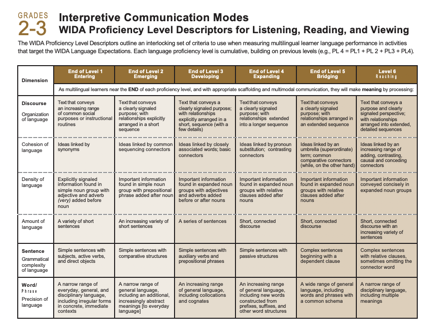 GRADES
2-3
Interpretive Communication Modes
WIDA Proficiency Level Descriptors for Listening, Reading, and Viewing
The WIDA Proficiency Level Descriptors outline an interlocking set of criteria to use when measuring multilingual learner language performance in activities
that target the WIDA Language Expectations. Each language proficiency level is cumulative, building on previous levels (e.g., PL 4 = PL1 + PL 2 + PL3 + PL4).
Dimension
End of Level 1
Entering
End of Level 2
Emerging
End of Level 3
Developing
End of Level 4
Expanding
End of Level 5
Bridging
Level 6
Reaching
As multilingual learners near the END of each proficiency level, and with appropriate scaffolding and multimodal communication, they will make meaning by processing:
Discourse
Organization
of language
Text that conveys
an increasing range
of common social
purposes or instructional
routines
Text that conveys
a clearly signaled
purpose; with
relationships explicitly
arranged in a short
sequence
Text that conveys a
clearly signaled purpose;
with relationships
explicitly arranged in a
short, sequence (with a
few details)
Text that conveys
a clearly signaled
purpose; with
relationships extended
into a longer sequence
Text that conveys
a clearly signaled
purpose; with
relationships arranged in
an extended sequence
Text that conveys a
purpose and clearly
signaled perspective;
with relationships
arranged into extended,
detailed sequences
Cohesion of
language
Ideas linked by
synonyms
Ideas linked by common
sequencing connectors
Ideas linked by closely
associated words; basic
connectors
Ideas linked by pronoun
substitution; contrasting
connectors
Ideas linked by an
umbrella (superordinate)
term; common
comparative connectors
(while, on the other hand)
Ideas linked by an
increasing range of
adding, contrasting,
causal and conceding
connectors
Density of
language
Explicitly signaled
information found in
simple noun group with
adjective and adverb
(very) added before
noun
Important information
found in simple noun
group with prepositional
phrase added after noun
Important information
found in expanded noun
groups with adjectives
and adverbs added
before or after nouns
Important information
found in expanded noun
groups with relative
clauses added after
nouns
Important information
found in expanded noun
groups with relative
clauses added after
nouns
Important information
conveyed concisely in
expanded noun groups
Amount of
language
A variety of short
sentences
An increasing variety of
short sentences
A series of sentences
Short, connected
discourse
Short, connected
discourse
Short, connected
discourse with an
increasing variety of
sentences
Sentence
Grammatical
complexity
of language
Simple sentences with
subjects, active verbs,
and direct objects
Simple sentences with
comparative structures
Simple sentences with
auxiliary verbs and
prepositional phrases
Simple sentences with
passive structures
Complex sentences
beginning with a
dependent clause
Complex sentences
with relative clauses,
sometimes omitting the
connector word
Word/
Phrase
Precision of
language
A narrow range of
everyday, general, and
disciplinary language,
including irregular forms
in concrete, immediate
contexts
A narrow range of
general language,
including an additional,
increasingly abstract
meanings [to everyday
language]
An increasing range
of general language,
including collocations
and cognates
An increasing range
of general language,
including new words
constructed from
prefixes, suffixes, and
other word structures
A wide range of general
language, including
words and phrases with
a common schema
An increasing range
of disciplinary language,
including multiple
meanings